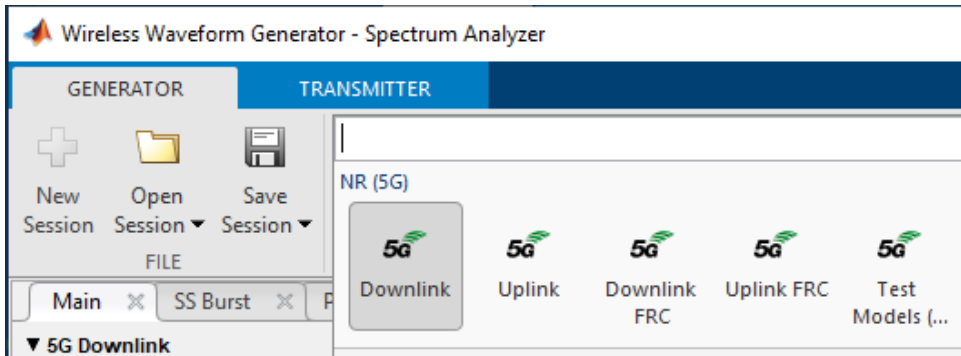 Wireless Waveform Generator - Spectrum Analyzer
GENERATOR
TRANSMITTER
New
Session
Open
Session
Save
Session
FILE
NR (5G)
5G
Downlink
5G
Uplink
5G
Downlink
FRC
5G
Uplink FRC
5G
Test
Models (...
Main
SS Burst
5G Downlink